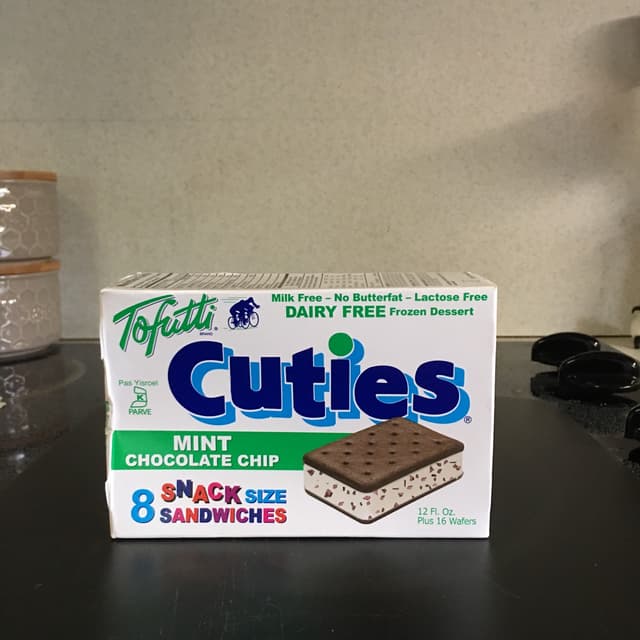 Tofutti
BRAND
Milk Free – No Butterfat – Lactose Free
DAIRY FREE Frozen Dessert
Cuties®
Pas Yisroel
K
PARVE
MINT
CHOCOLATE CHIP
8 SNACK SIZE
SANDWICHES
12 Fl. Oz.
Plus 16 Wafers